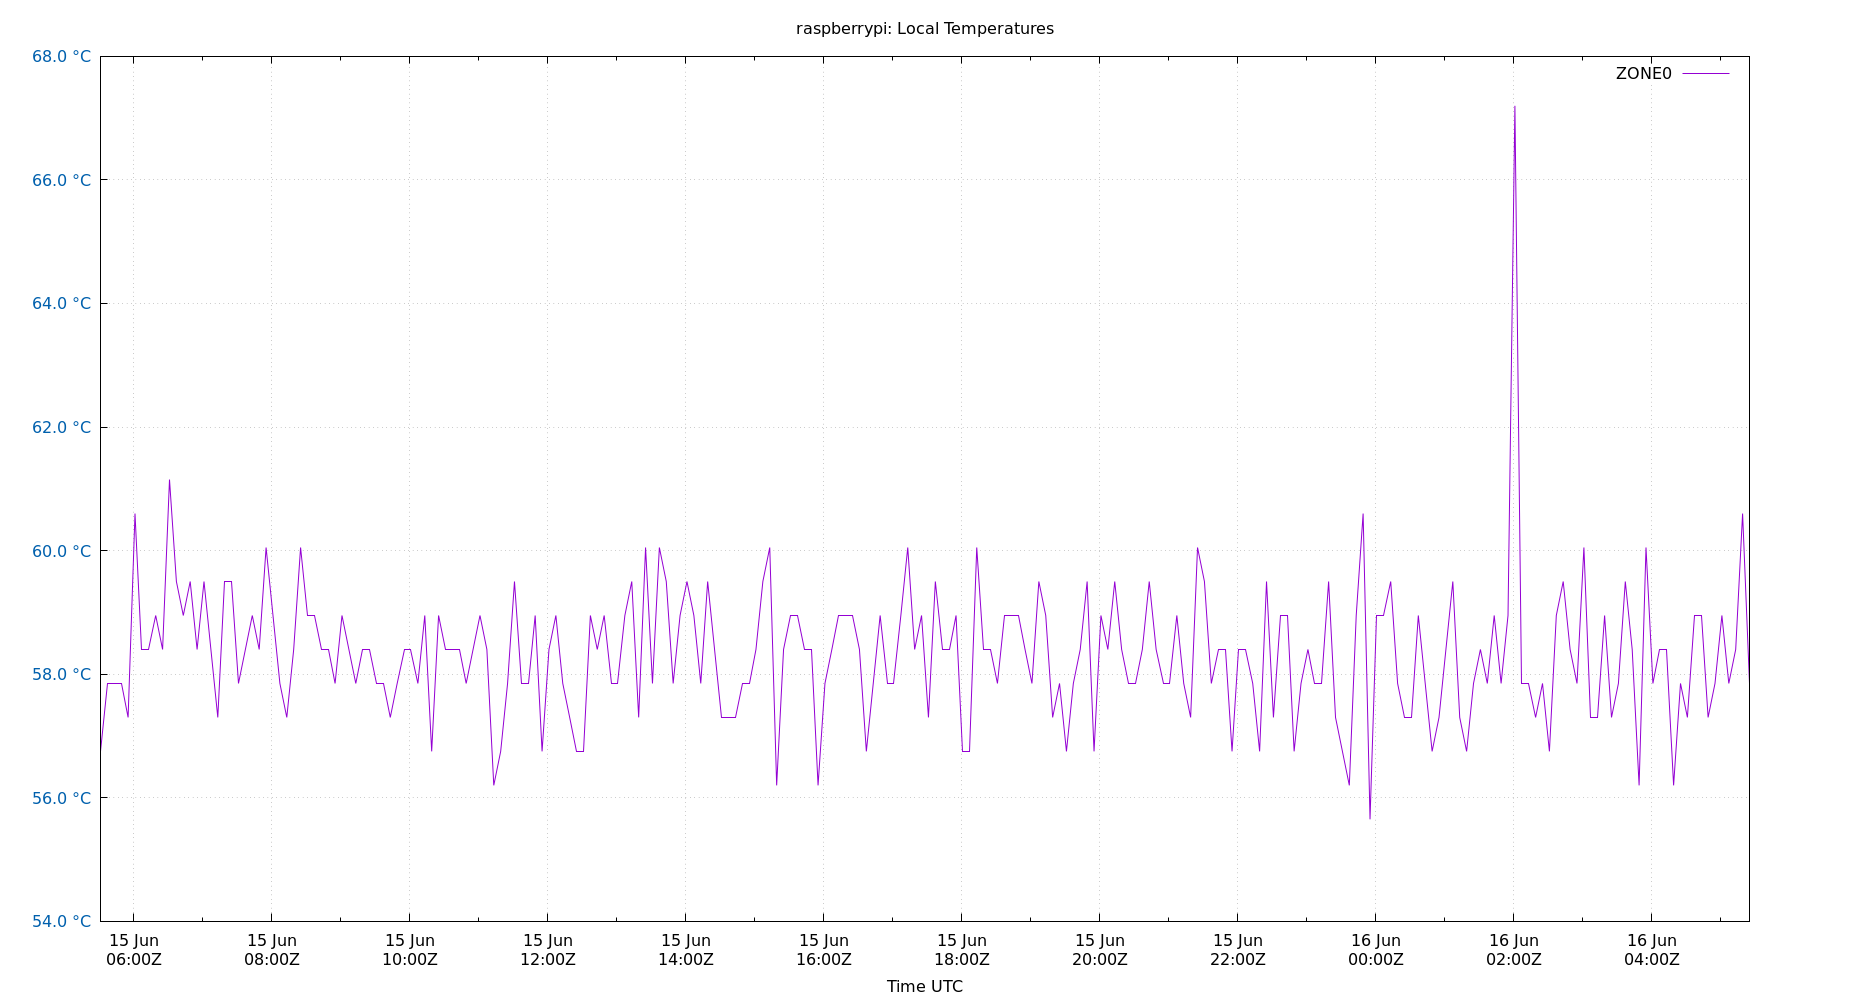 raspberrypi: Local Temperatures
68.0 °C
ZONE0
66.0 °C
64.0 °C
62.0 °C
60.0 °C
58.0 °C
56.0 °C
54.0 °C
15 Jun 15 Jun 15 Jun 15 Jun 15 Jun 15 Jun 15 Jun 15 Jun 15 Jun 16 Jun 16 Jun 16 Jun
06:00Z 08:00Z 10:00Z 12:00Z 14:00Z 16:00Z 18:00Z 20:00Z 22:00Z 00:00Z 02:00Z 04:00Z
Time UTC